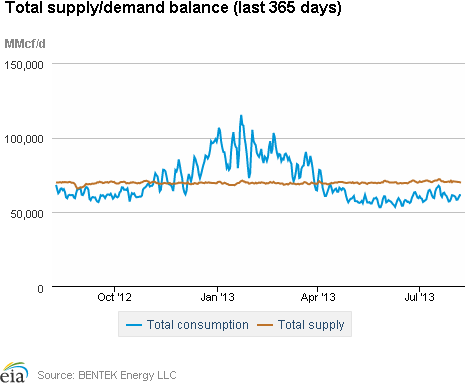 Total supply/demand balance (last 365 days)
MMcf/d
150,000
100,000
50,000
0
Oct '12 Jan '13 Apr '13 Jul '13
Total consumption Total supply
eia Source: BENTEK Energy LLC